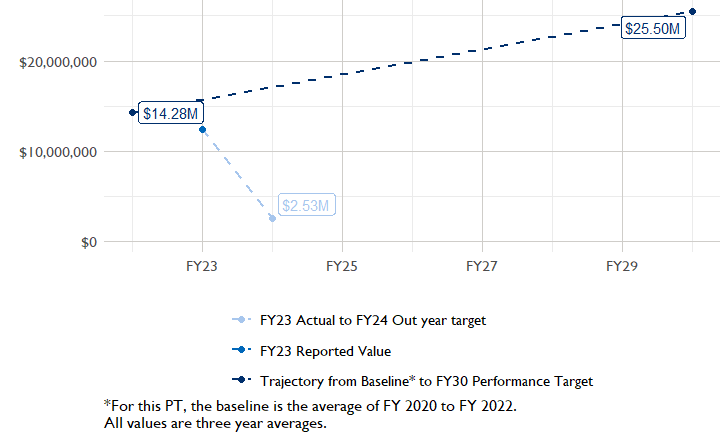 $25.50M
$20,000,000
$14.28M
$10,000,000
$2.53M
$0
FY23 FY25 FY27 FY29
FY23 Actual to FY24 Out year target
FY23 Reported Value
Trajectory from Baseline* to FY30 Performance Target
*For this PT, the baseline is the average of FY 2020 to FY 2022.
All values are three year averages.